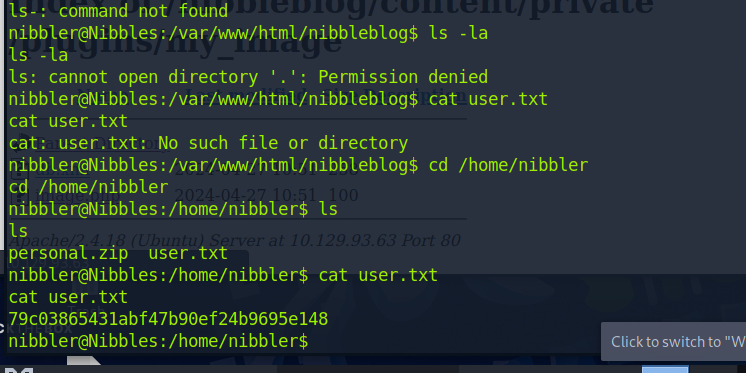 ls-: command not found
/nibbleblog/content/private
nibbler@Nibbles:/var/www/html/nibbleblog$ ls -la
/plugins/my_image
ls -la
ls: cannot open directory '.': Permission denied
nibbler@Nibbles:/var/www/html/nibbleblog$ cat user.txt
cat user.txt
cat: user.txt: No such file or directory
nibbler@Nibbles:/var/www/html/nibbleblog$ cd /home/nibbler
cd /home/nibbler
2024-04-27 10:51 100
nibbler@Nibbles:/home/nibbler$ ls
ls
Apache/2.4.18 (Ubuntu) Server at 10.129.93.63 Port 80
personal.zip  user.txt
nibbler@Nibbles:/home/nibbler$ cat user.txt
cat user.txt
79c03865431abf47b90ef24b9695e148
nibbler@Nibbles:/home/nibbler$
Click to switch to "W